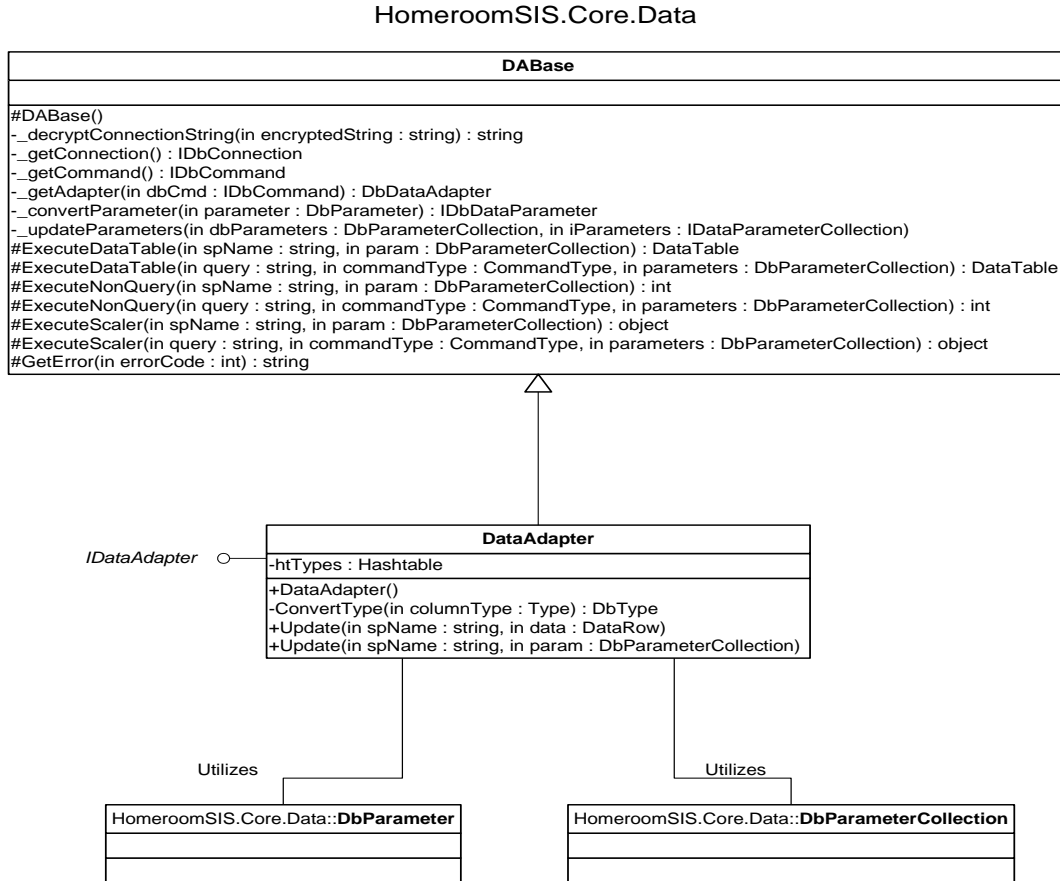 HomeroomSIS.Core.Data
DABase
#DABase()
-_decryptConnectionString(in encryptedString : string) : string
-_getConnection() : IDbConnection
-_getCommand() : IDbCommand
-_getAdapter(in dbCmd : IDbCommand) : DbDataAdapter
-_convertParameter(in parameter : DbParameter) : IDbDataParameter
-_updateParameters(in dbParameters : DbParameterCollection, in iParameters : IDataParameterCollection)
#ExecuteDataTable(in spName : string, in param : DbParameterCollection) : DataTable
#ExecuteDataTable(in query : string, in commandType : CommandType, in parameters : DbParameterCollection) : DataTable
#ExecuteNonQuery(in spName : string, in param : DbParameterCollection) : int
#ExecuteNonQuery(in query : string, in commandType : CommandType, in parameters : DbParameterCollection) : int
#ExecuteScaler(in spName : string, in param : DbParameterCollection) : object
#ExecuteScaler(in query : string, in commandType : CommandType, in parameters : DbParameterCollection) : object
#GetError(in errorCode : int) : string
DataAdapter
IDataAdapter
-htTypes : Hashtable
+DataAdapter()
-ConvertType(in columnType : Type) : DbType
+Update(in spName : string, in data : DataRow)
+Update(in spName : string, in param : DbParameterCollection)
Utilizes
Utilizes
HomeroomSIS.Core.Data::DbParameter
HomeroomSIS.Core.Data::DbParameterCollection